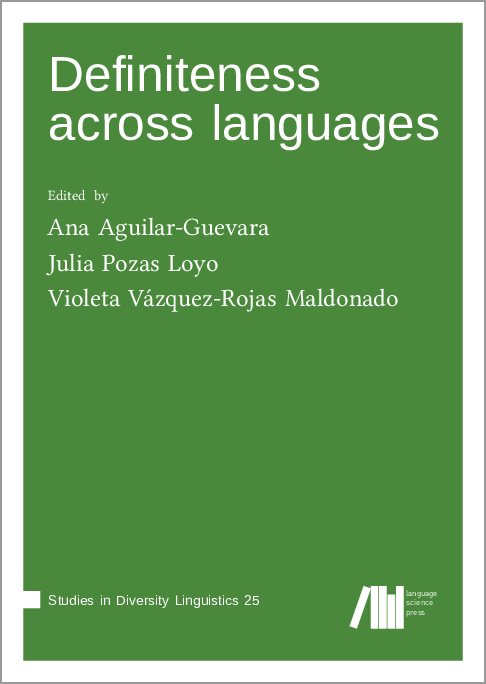 Definiteness
across languages
Edited by
Ana Aguilar-Guevara
Julia Pozas Loyo
Violeta Vázquez-Rojas Maldonado
Studies in Diversity Linguistics 25
language
science
press